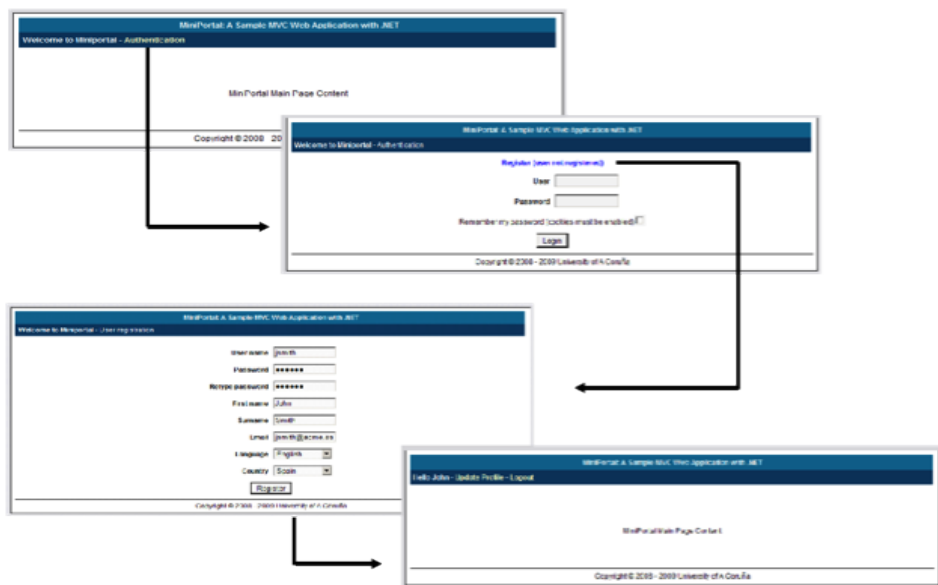 MiniPortal: A Sample MVC Web Application with .NET
Welcome to Miniportal - Authentication
MiniPortal Main Page Content
Copyright © 2008 20
MiniPortal: A Sample MVC Web Application with .NET
Welcome to Miniportal - Authentication
Register (user not registered)
User
Password
Remember my password (cookies must be enabled)
Login
Copyright © 2008 - 2009 University of A Coruña
MiniPortal: A Sample MVC Web Application with .NET
Welcome to Miniportal - User registration
User name jsmith
Password ••••••
Retype password ••••••
First name John
Surname Smith
Email jsmith@acme.es
Language English
Country Spain
Register
Copyright © 2008 - 2009 University of A Coruña
MiniPortal: A Sample MVC Web Application with .NET
Hello John - Update Profile - Logout
MiniPortal Main Page Content
Copyright © 2008 - 2009 University of A Coruña